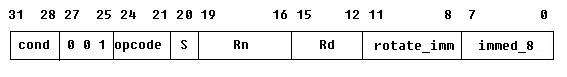 31 28 27 25 24 21 20 19 16 15 12 11 8 7 0
cond 0 0 1 opcode S Rn Rd rotate_imm immed_8